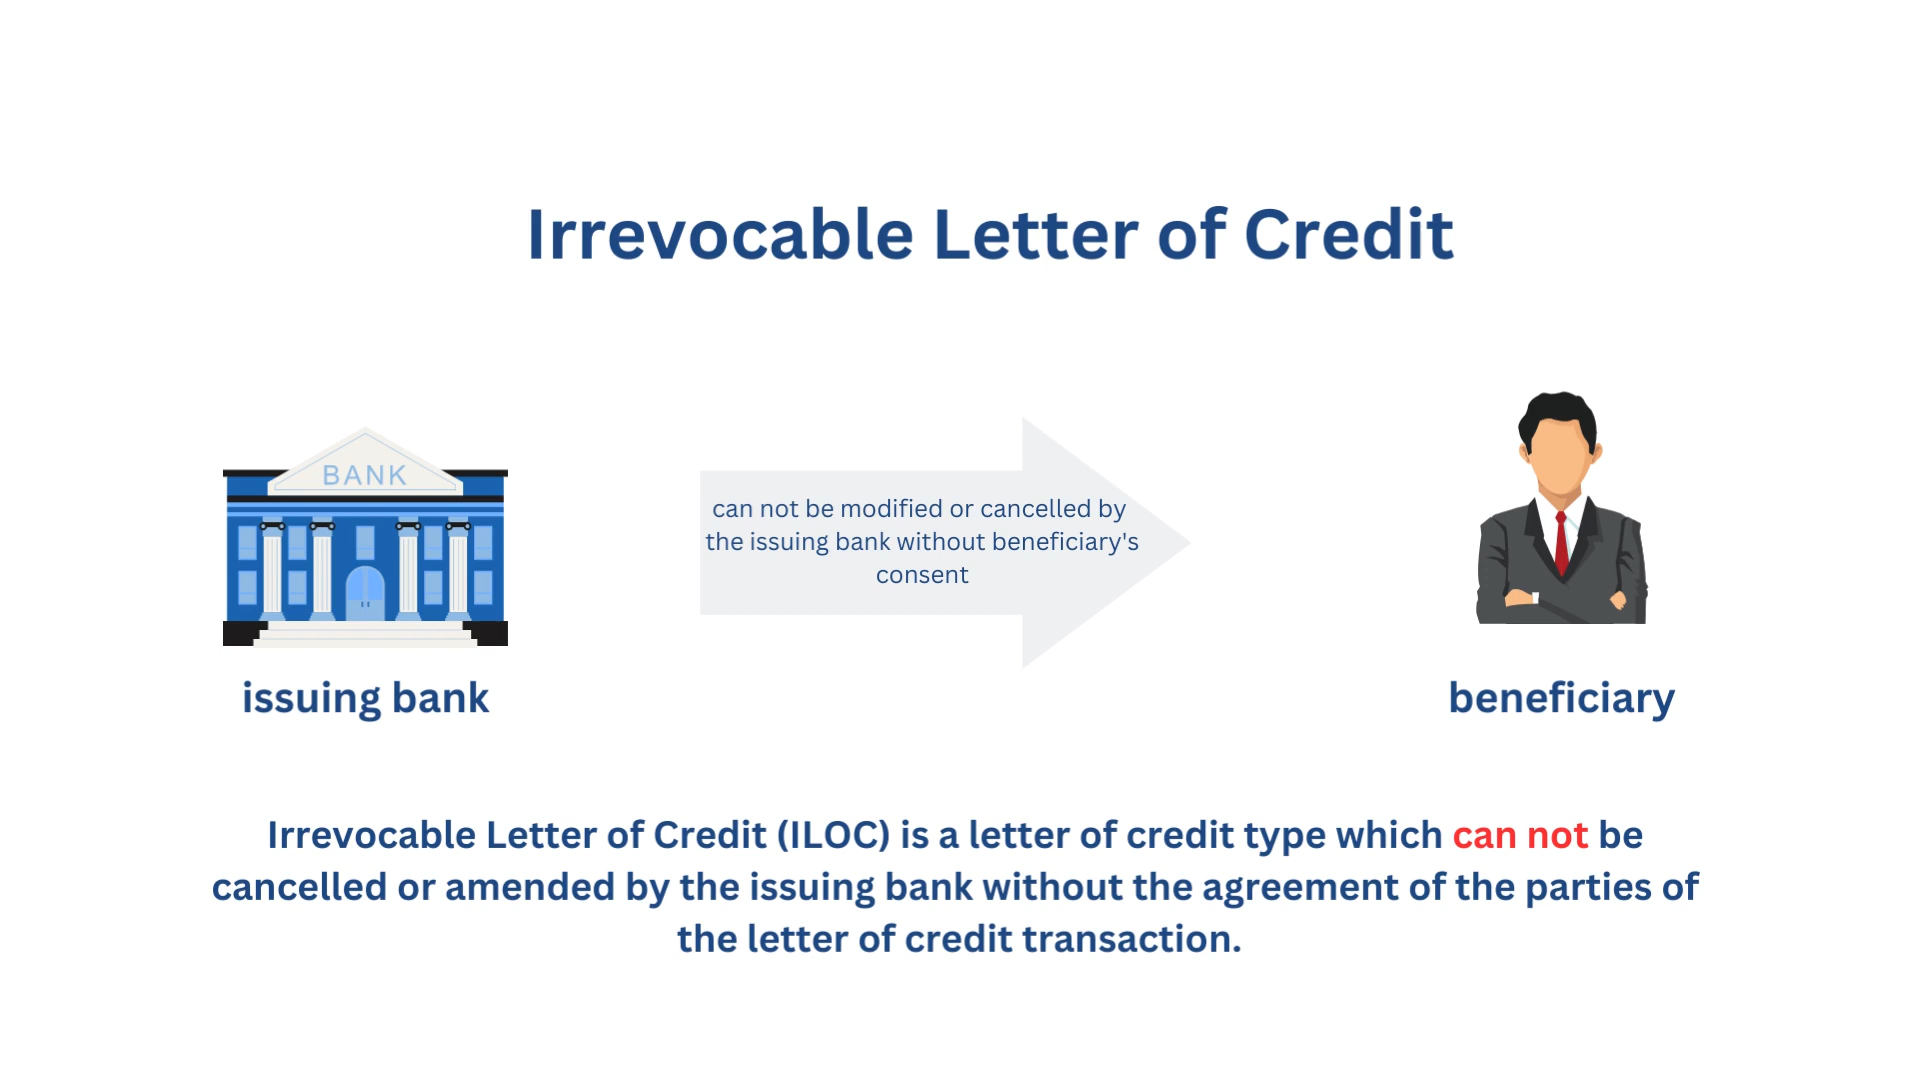 Irrevocable Letter of Credit
BANK
can not be modified or cancelled by
the issuing bank without beneficiary's
consent
issuing bank
beneficiary
Irrevocable Letter of Credit (ILOC) is a letter of credit type which can not be
cancelled or amended by the issuing bank without the agreement of the parties of
the letter of credit transaction.